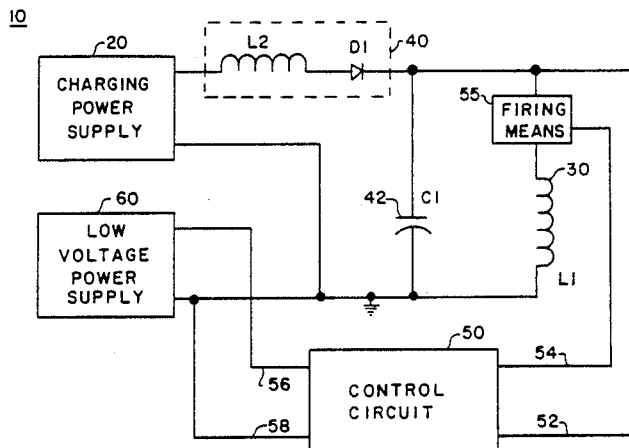 10
20
CHARGING
POWER
SUPPLY
L2
D1
40
55
FIRING
MEANS
30
42
C1
L1
60
LOW
VOLTAGE
POWER
SUPPLY
50
56
58
CONTROL
CIRCUIT
54
52